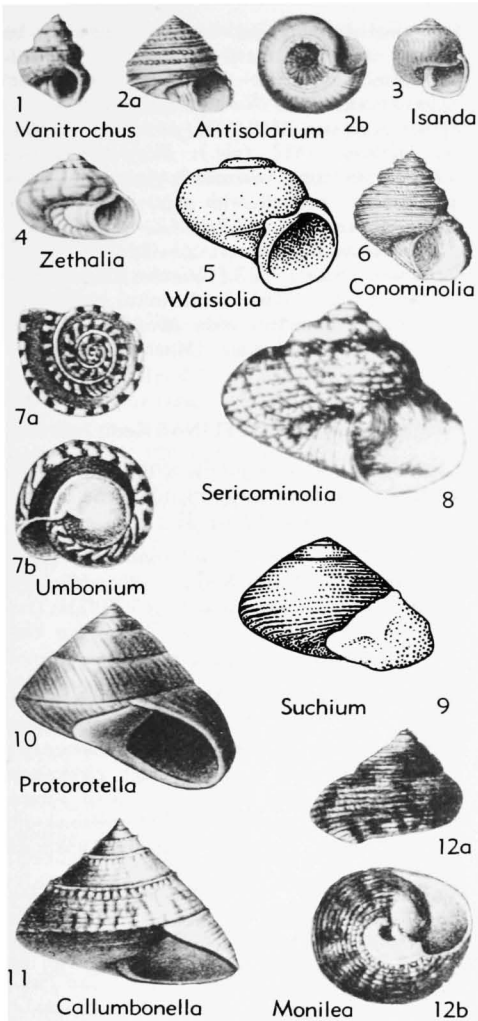 1
2a
2b
3
Vanitrochus
Antisolarium
Isanda
4
Zethalia
5
Waisiolia
6
Conominolia
7a
7b
Umbonium
8
Sericominolia
9
Suchium
10
Protorotella
11
Callumbonella
12a
12b
Monilea